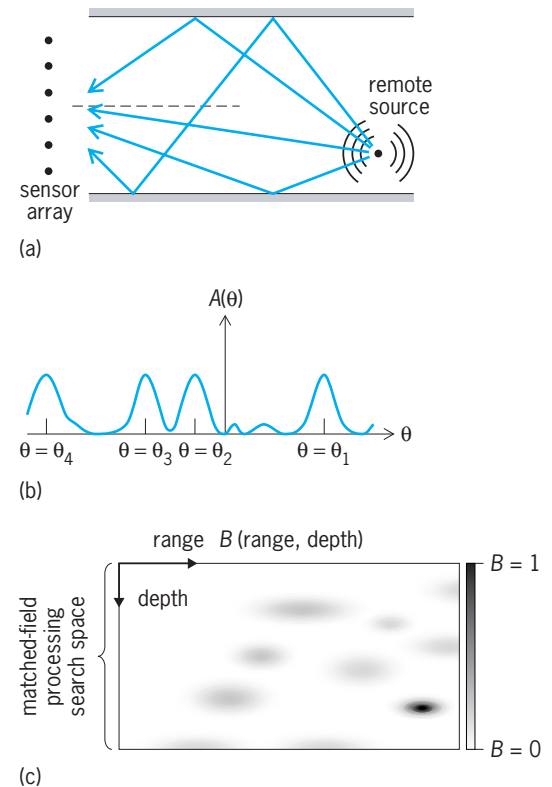 remote
source
sensor
array
(a)
A(θ)
θ
θ = θ4
θ = θ3
θ = θ2
θ = θ1
(b)
range B (range, depth)
depth
matched-field
processing
search space
B = 1
B = 0
(c)